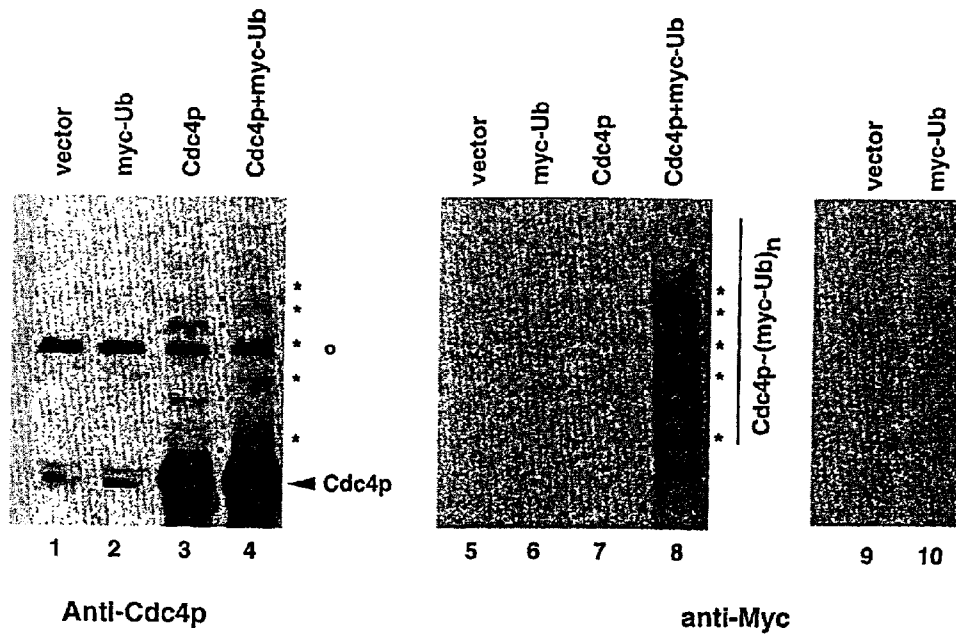 vector
myc-Ub
Cdc4p
Cdc4p+myc-Ub
vector
myc-Ub
Cdc4p
Cdc4p+myc-Ub
vector
myc-Ub
*
*
*
*
*
o
Cdc4p
*
*
*
*
*
Cdc4p~(myc-Ub)n
1 2 3 4
5 6 7 8
9 10
Anti-Cdc4p
anti-Myc